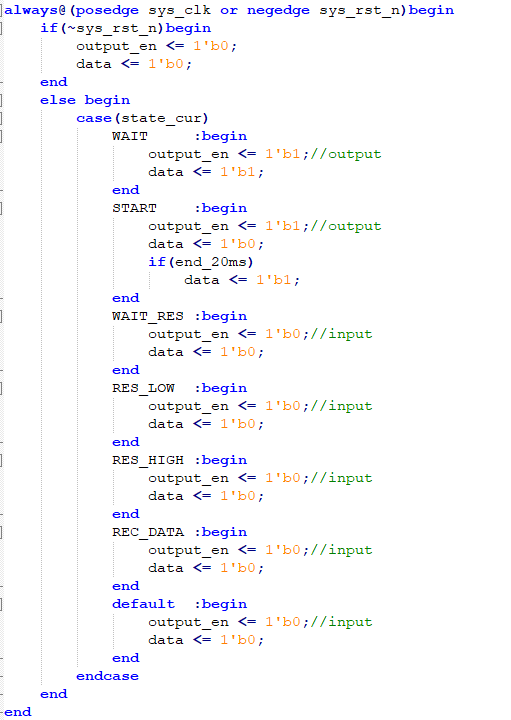 always@(posedge sys_clk or negedge sys_rst_n)begin
    if(~sys_rst_n)begin
        output_en <= 1'b0;
        data <= 1'b0;
    end
    else begin
        case(state_cur)
            WAIT     :begin
                output_en <= 1'b1;//output
                data <= 1'b1;
            end
            START    :begin
                output_en <= 1'b1;//output
                data <= 1'b0;
                if(end_20ms)
                    data <= 1'b1;
            end
            WAIT_RES :begin
                output_en <= 1'b0;//input
                data <= 1'b0;
            end
            RES_LOW  :begin
                output_en <= 1'b0;//input
                data <= 1'b0;
            end
            RES_HIGH :begin
                output_en <= 1'b0;//input
                data <= 1'b0;
            end
            REC_DATA :begin
                output_en <= 1'b0;//input
                data <= 1'b0;
            end
            default  :begin
                output_en <= 1'b0;//input
                data <= 1'b0;
            end
        endcase
    end
end